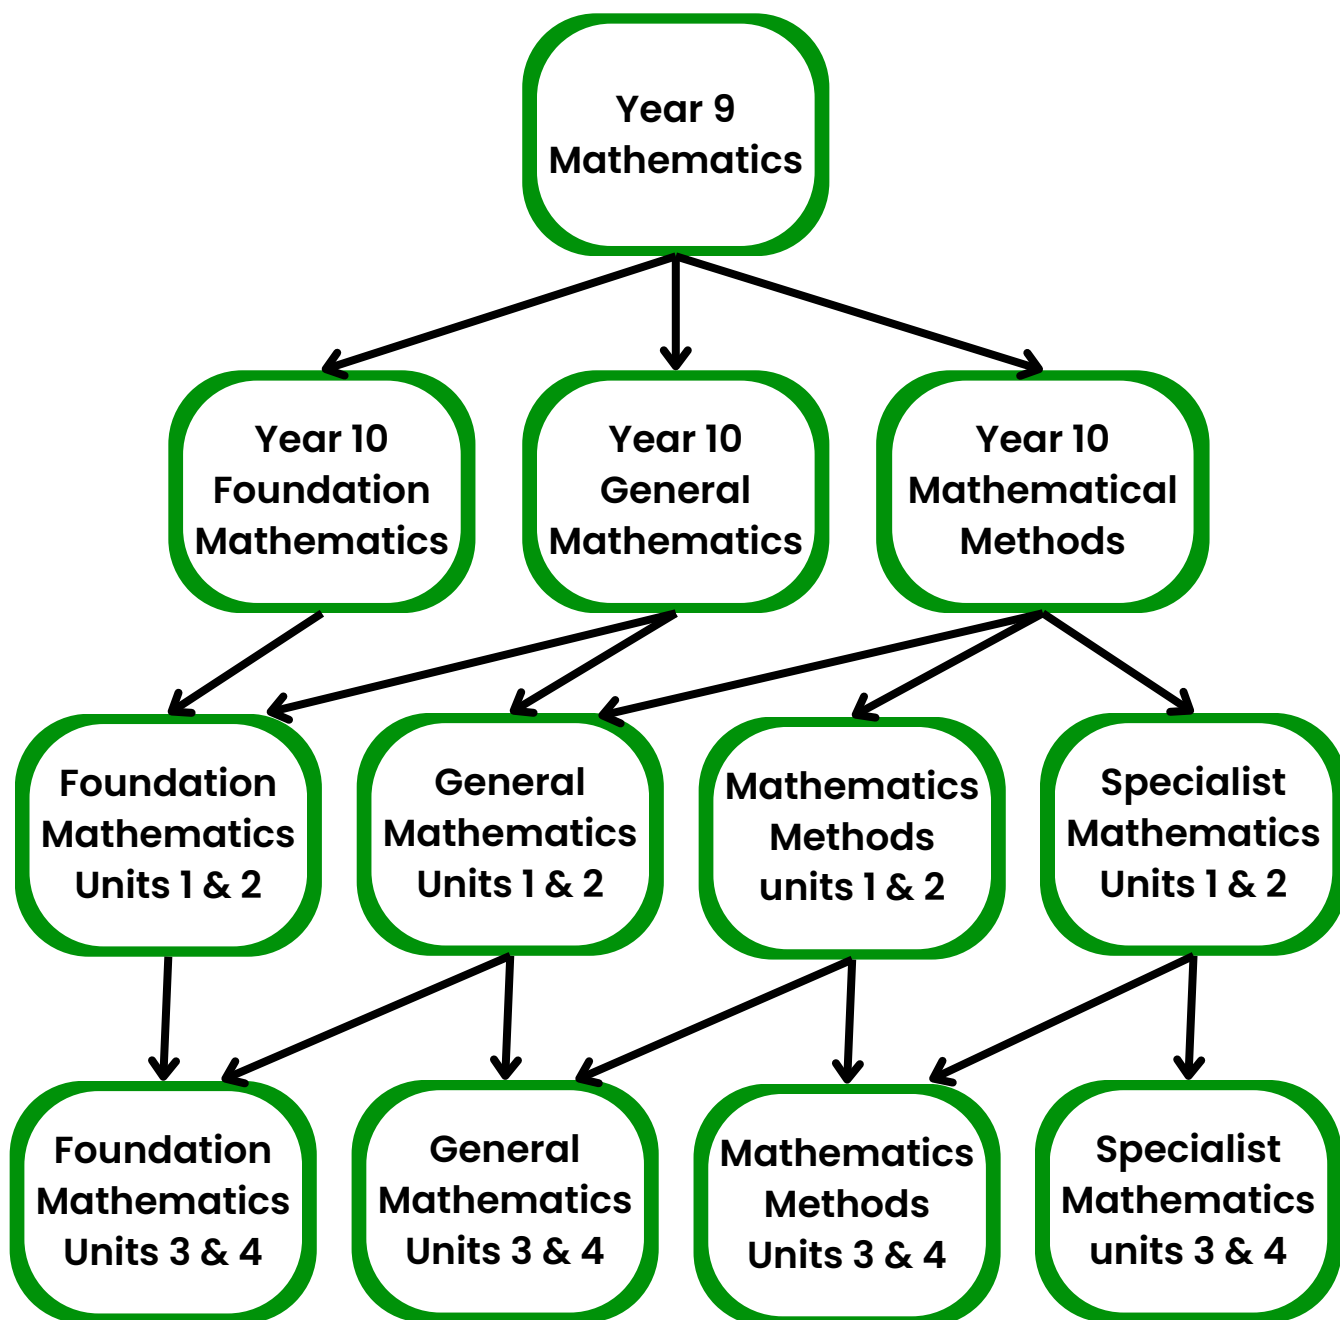 Year 9
Mathematics
Year 10
Foundation
Mathematics
Year 10
General
Mathematics
Year 10
Mathematical
Methods
Foundation
Mathematics
Units 1 & 2
General
Mathematics
Units 1 & 2
Mathematics
Methods
units 1 & 2
Specialist
Mathematics
Units 1 & 2
Foundation
Mathematics
Units 3 & 4
General
Mathematics
Units 3 & 4
Mathematics
Methods
Units 3 & 4
Specialist
Mathematics
units 3 & 4